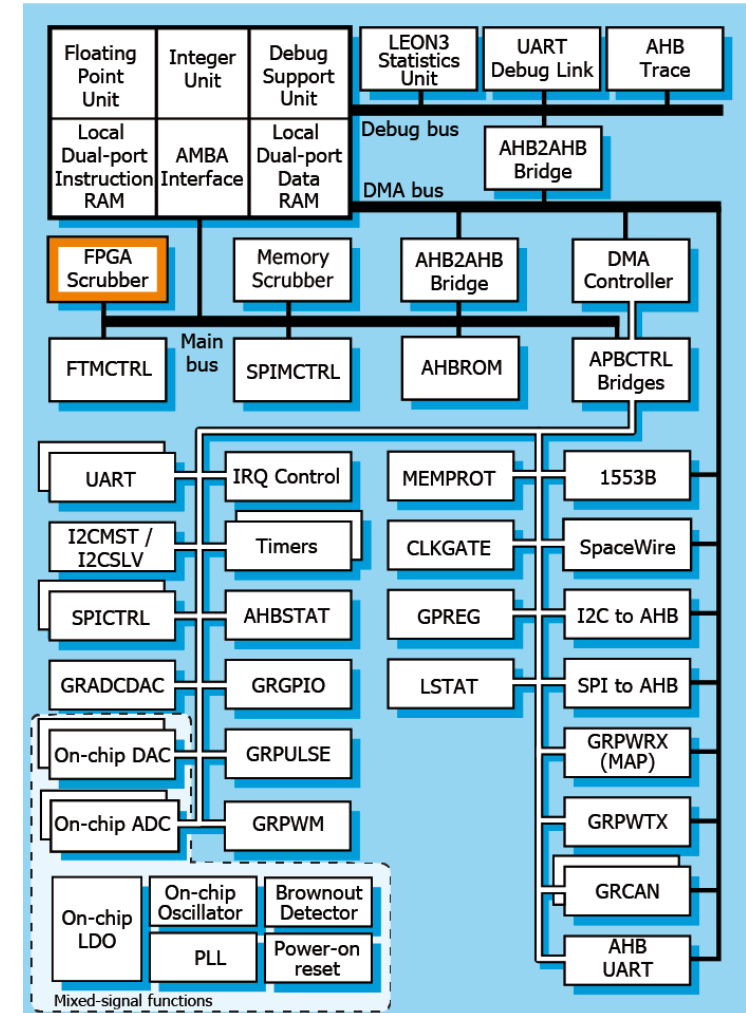 Floating
Point
Unit
Integer
Unit
Debug
Support
Unit
LEON3
Statistics
Unit
UART
Debug Link
AHB
Trace
Debug bus
Local
Dual-port
Instruction
RAM
AMBA
Interface
Local
Dual-port
Data
RAM
AHB2AHB
Bridge
DMA bus
FPGA
Scrubber
Memory
Scrubber
AHB2AHB
Bridge
DMA
Controller
Main
bus
FTMCTRL
SPIMCTRL
AHBROM
APBCTRL
Bridges
UART
IRQ Control
MEMPROT
1553B
I2CMST /
I2CSLV
Timers
CLKGATE
SpaceWire
SPICTRL
AHBSTAT
GPREG
I2C to AHB
GRADCDAC
GRGPIO
LSTAT
SPI to AHB
On-chip DAC
GRPULSE
GRPWRX
(MAP)
On-chip ADC
GRPWM
GRPWTX
GRCAN
AHB
UART
On-chip
LDO
On-chip
Oscillator
Brownout
Detector
PLL
Power-on
reset
Mixed-signal functions